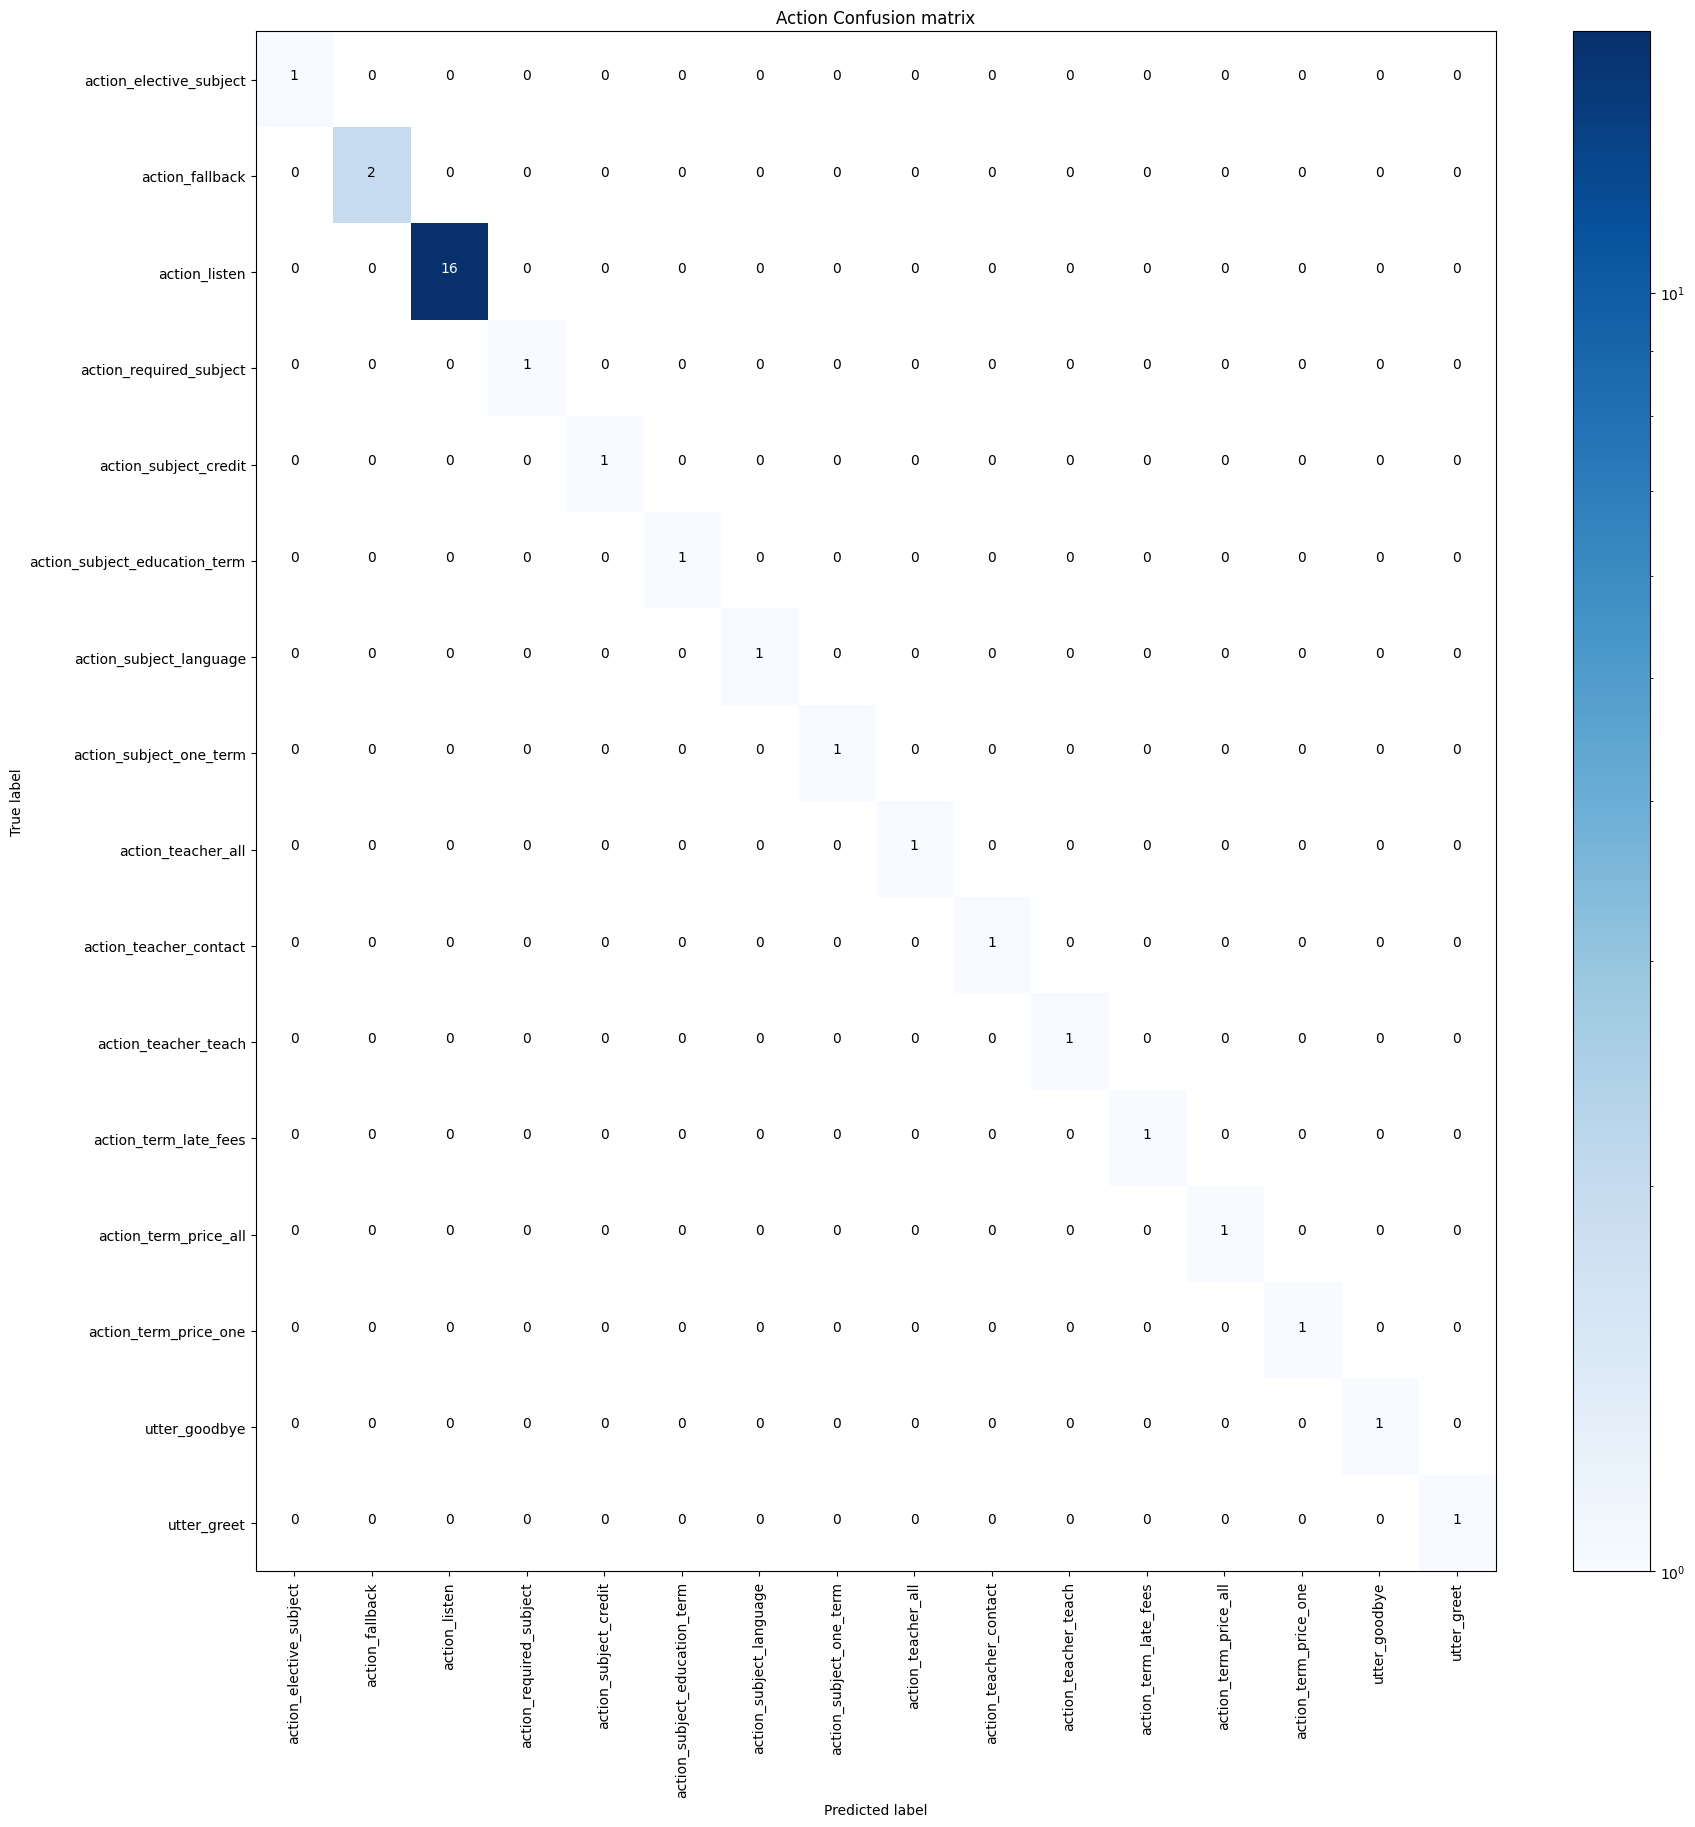 Action Confusion matrix
action_elective_subject 1 0 0 0 0 0 0 0 0 0 0 0 0 0 0 0
action_fallback 0 2 0 0 0 0 0 0 0 0 0 0 0 0 0 0
action_listen 0 0 16 0 0 0 0 0 0 0 0 0 0 0 0 0
10¹
action_required_subject 0 0 0 1 0 0 0 0 0 0 0 0 0 0 0 0
action_subject_credit 0 0 0 0 1 0 0 0 0 0 0 0 0 0 0 0
action_subject_education_term 0 0 0 0 0 1 0 0 0 0 0 0 0 0 0 0
action_subject_language 0 0 0 0 0 0 1 0 0 0 0 0 0 0 0 0
action_subject_one_term 0 0 0 0 0 0 0 1 0 0 0 0 0 0 0 0
True label
action_teacher_all 0 0 0 0 0 0 0 0 1 0 0 0 0 0 0 0
action_teacher_contact 0 0 0 0 0 0 0 0 0 1 0 0 0 0 0 0
action_teacher_teach 0 0 0 0 0 0 0 0 0 0 1 0 0 0 0 0
action_term_late_fees 0 0 0 0 0 0 0 0 0 0 0 1 0 0 0 0
action_term_price_all 0 0 0 0 0 0 0 0 0 0 0 0 1 0 0 0
action_term_price_one 0 0 0 0 0 0 0 0 0 0 0 0 0 1 0 0
utter_goodbye 0 0 0 0 0 0 0 0 0 0 0 0 0 0 1 0
utter_greet 0 0 0 0 0 0 0 0 0 0 0 0 0 0 0 1
10⁰
action_elective_subject
action_fallback
action_listen
action_required_subject
action_subject_credit
action_subject_education_term
action_subject_language
action_subject_one_term
action_teacher_all
action_teacher_contact
action_teacher_teach
action_term_late_fees
action_term_price_all
action_term_price_one
utter_goodbye
utter_greet
Predicted label